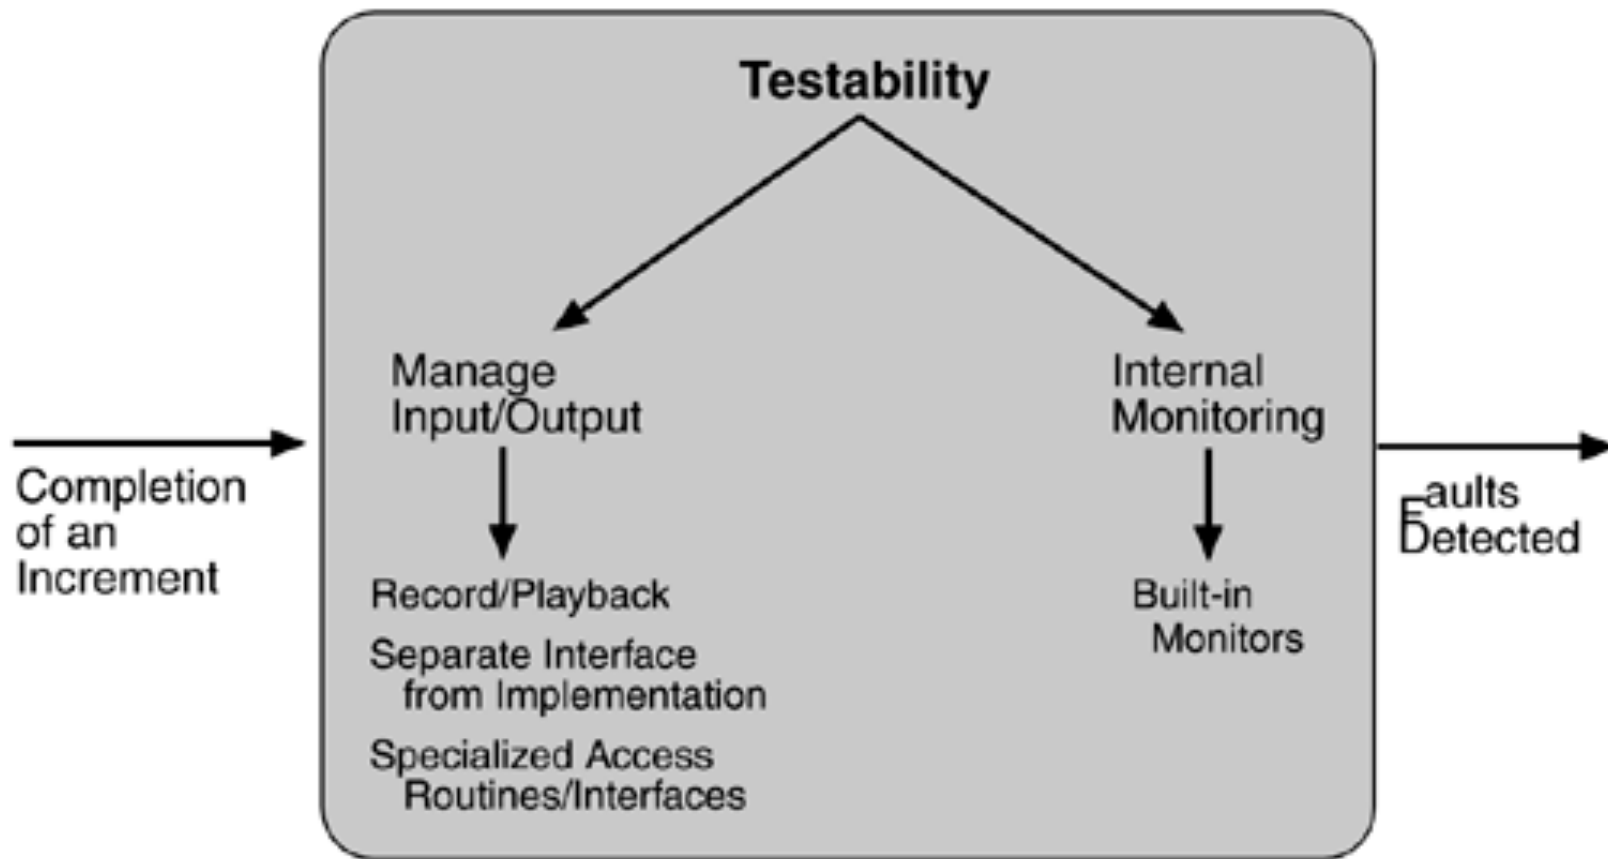 Testability
Manage
Input/Output
Internal
Monitoring
Completion
of an
Increment
Faults
Detected
Record/Playback
Separate Interface
from Implementation
Specialized Access
Routines/Interfaces
Built-in
Monitors